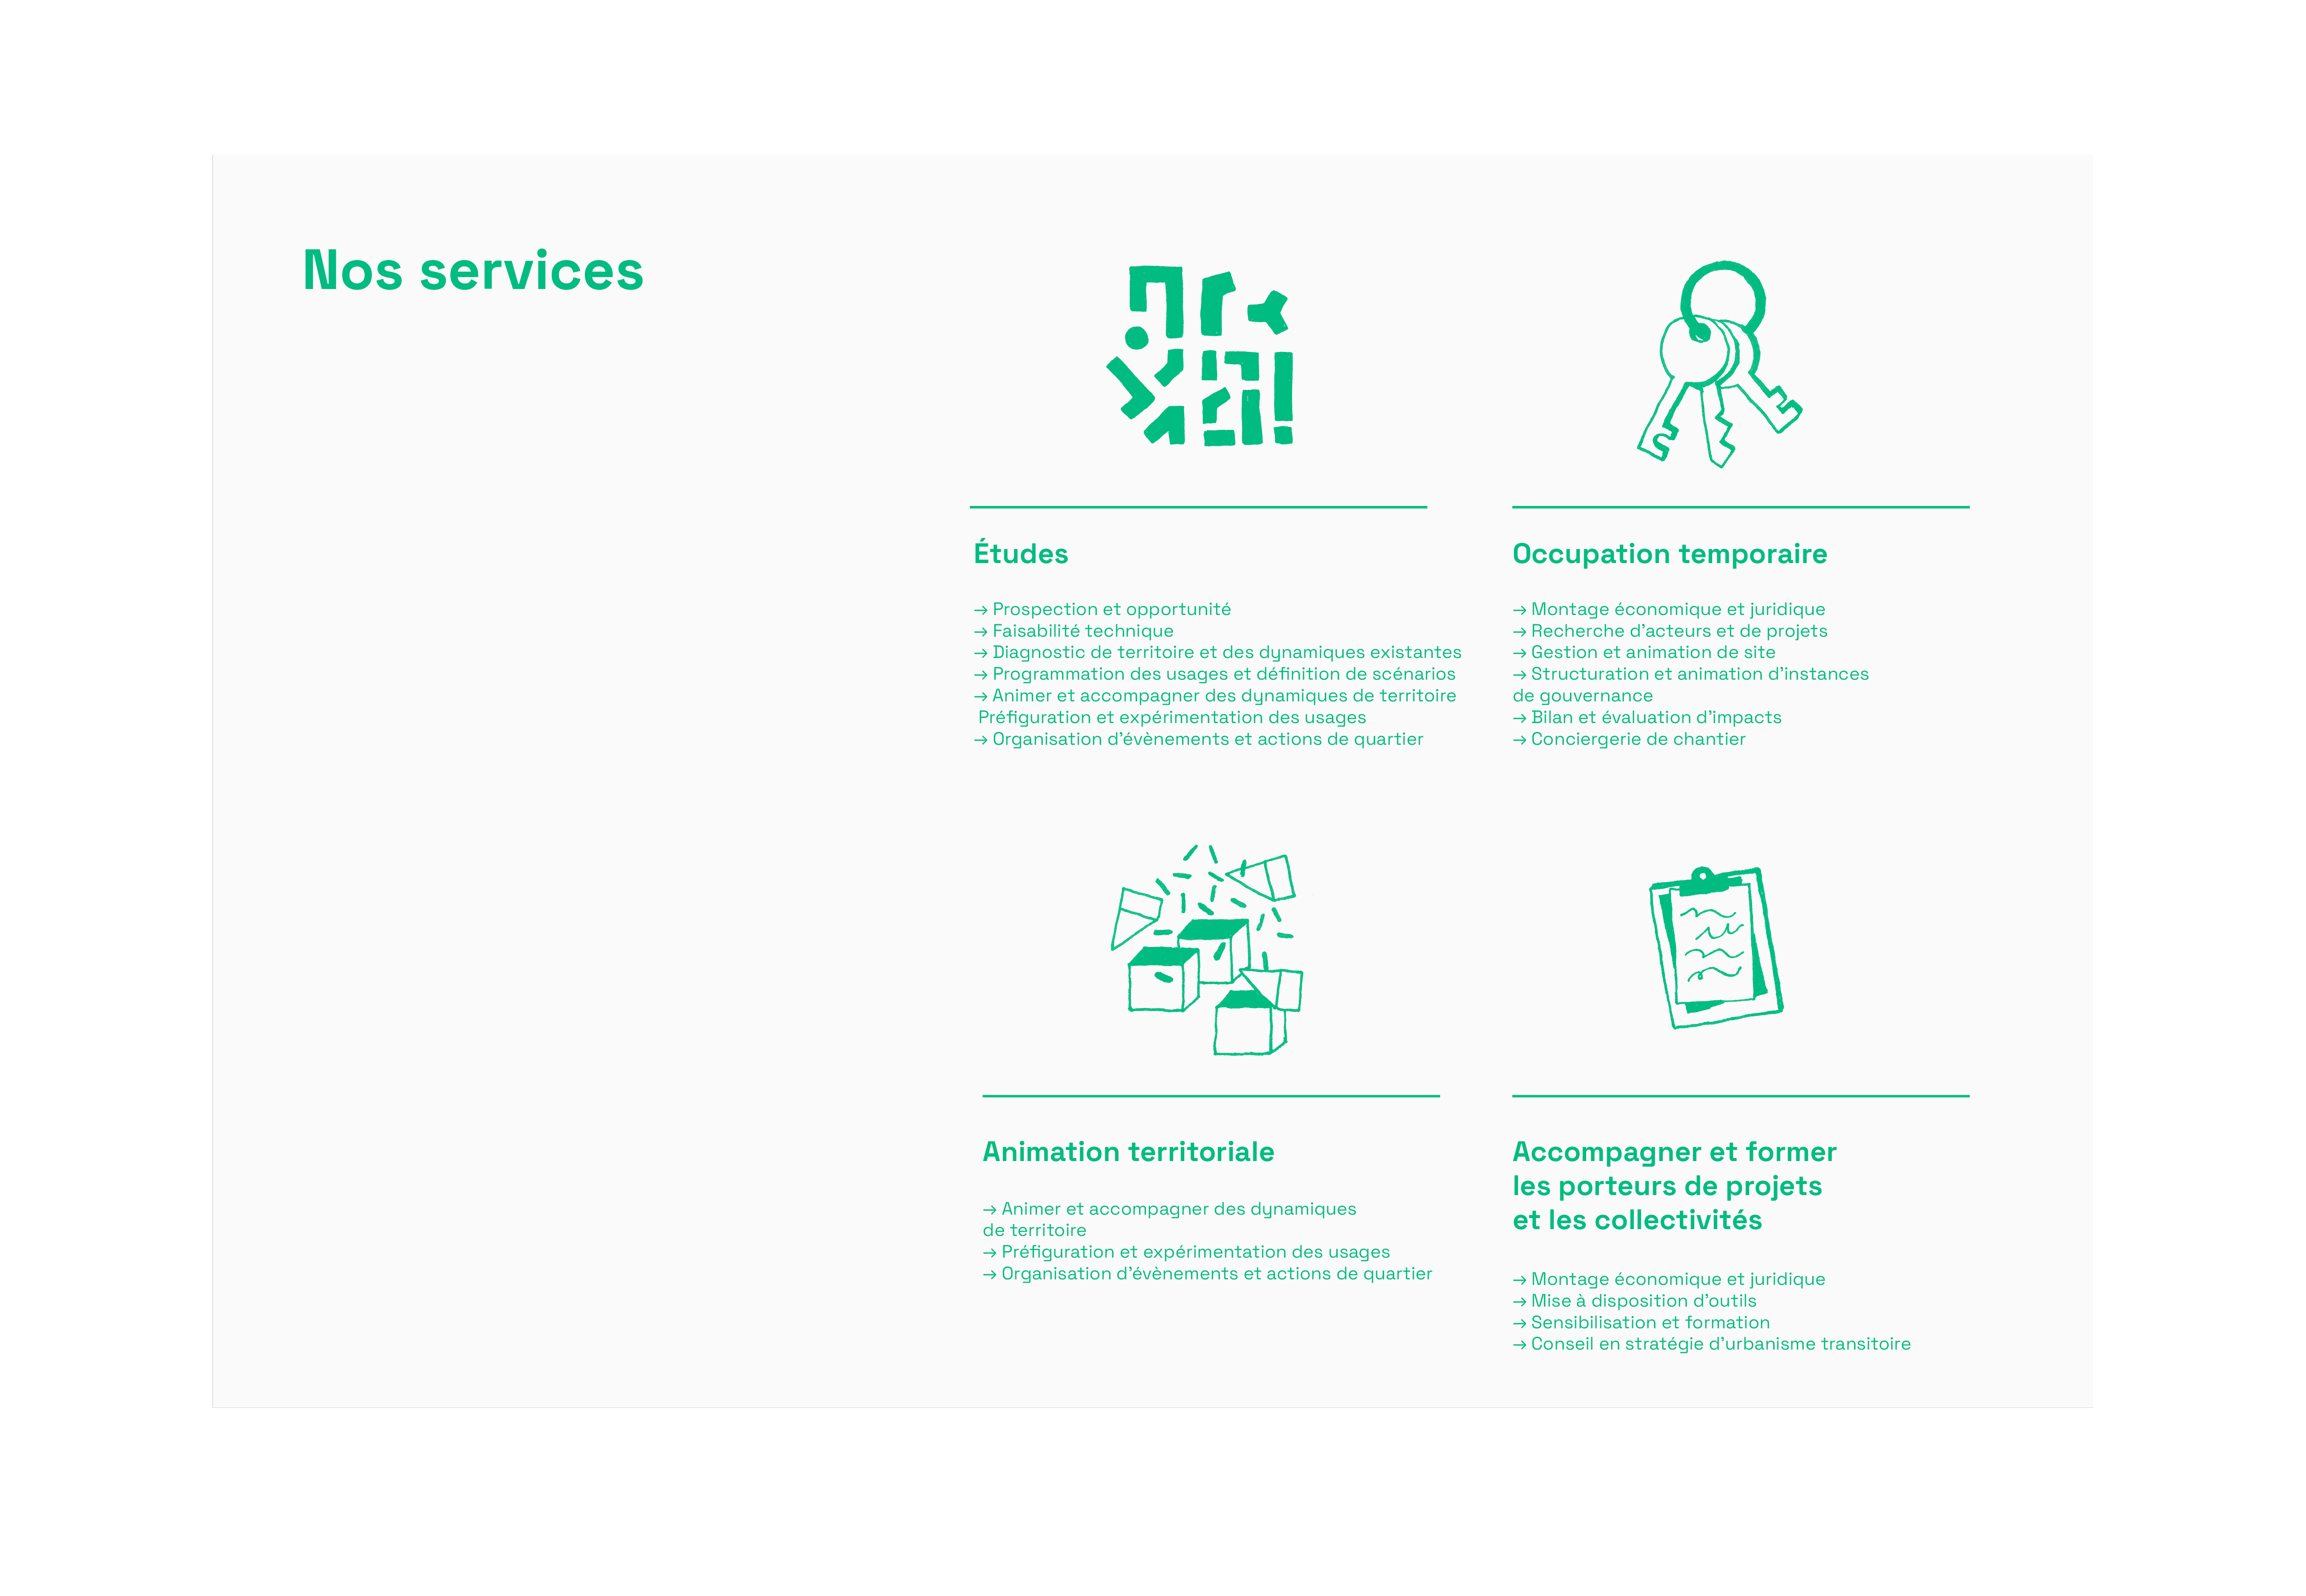 Nos services
Études
→ Prospection et opportunité
→ Faisabilité technique
→ Diagnostic de territoire et des dynamiques existantes
→ Programmation des usages et définition de scénarios
→ Animer et accompagner des dynamiques de territoire
Préfiguration et expérimentation des usages
→ Organisation d’évènements et actions de quartier
Occupation temporaire
→ Montage économique et juridique
→ Recherche d’acteurs et de projets
→ Gestion et animation de site
→ Structuration et animation d’instances
de gouvernance
→ Bilan et évaluation d’impacts
→ Conciergerie de chantier
Animation territoriale
→ Animer et accompagner des dynamiques
de territoire
→ Préfiguration et expérimentation des usages
→ Organisation d’évènements et actions de quartier
Accompagner et former
les porteurs de projets
et les collectivités
→ Montage économique et juridique
→ Mise à disposition d’outils
→ Sensibilisation et formation
→ Conseil en stratégie d’urbanisme transitoire